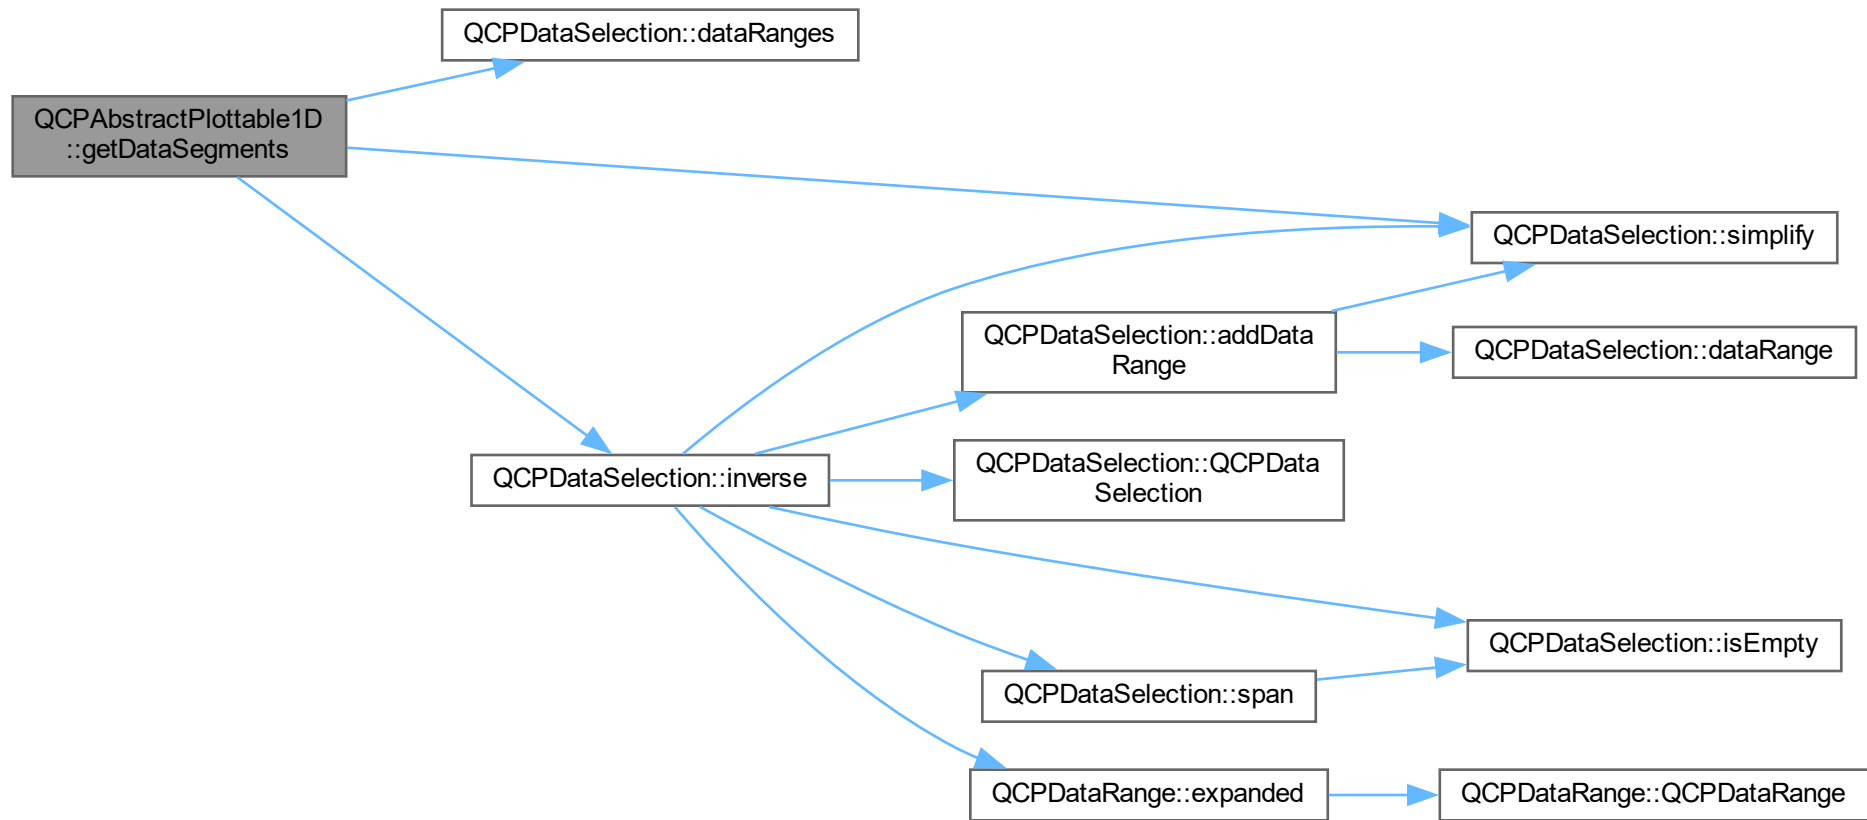 QCPDataSelection::dataRanges
QCPAbstractPlottable1D
::getDataSegments
QCPDataSelection::simplify
QCPDataSelection::addData
Range
QCPDataSelection::dataRange
QCPDataSelection::inverse
QCPDataSelection::QCPData
Selection
QCPDataSelection::isEmpty
QCPDataSelection::span
QCPDataRange::expanded
QCPDataRange::QCPDataRange